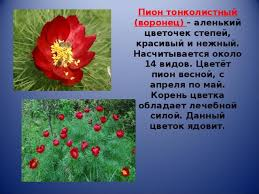 Пион тонколистный
(воронец) – аленький
цветочек степей,
красивый и нежный.
Насчитывается около
14 видов. Цветёт
пион весной, с
апреля по май.
Корень цветка
обладает лечебной
силой. Данный
цветок ядовит.